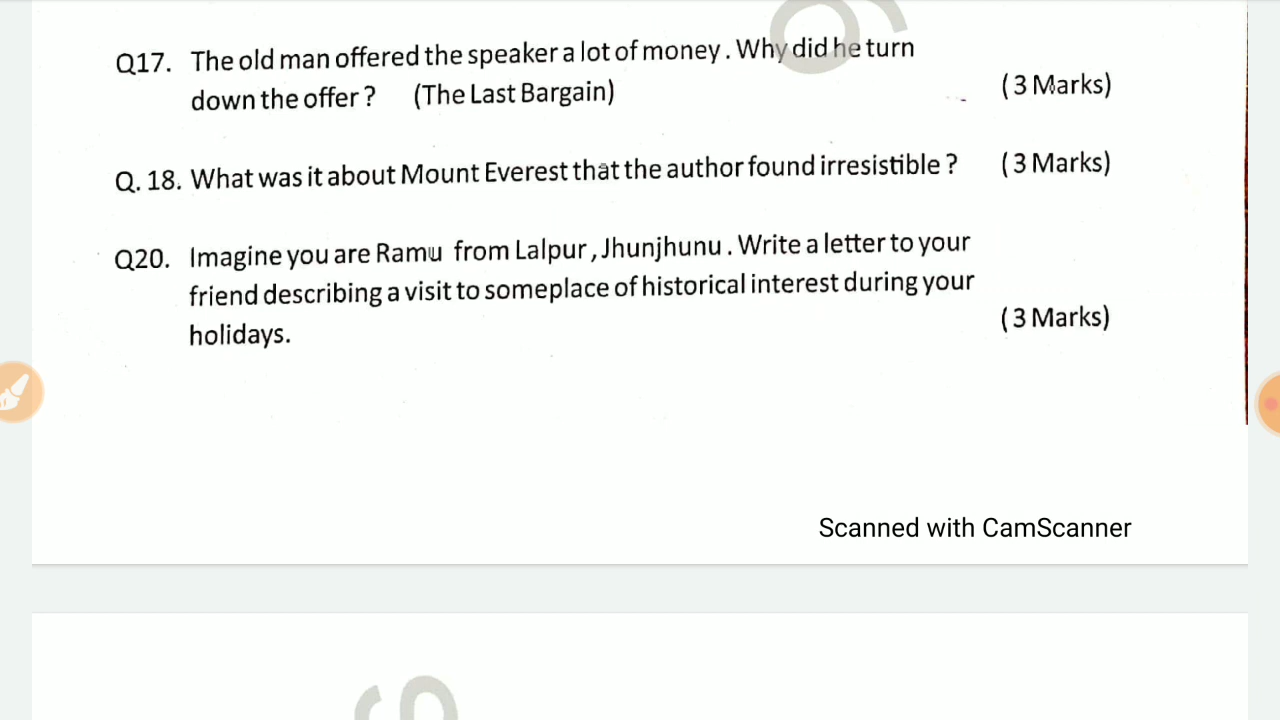 Q17. The old man offered the speaker a lot of money. Why did he turn
down the offer? (The Last Bargain) (3 Marks)
Q. 18. What was it about Mount Everest that the author found irresistible? (3 Marks)
Q20. Imagine you are Ramu from Lalpur, Jhunjhunu. Write a letter to your
friend describing a visit to someplace of historical interest during your
holidays. (3 Marks)
Scanned with CamScanner